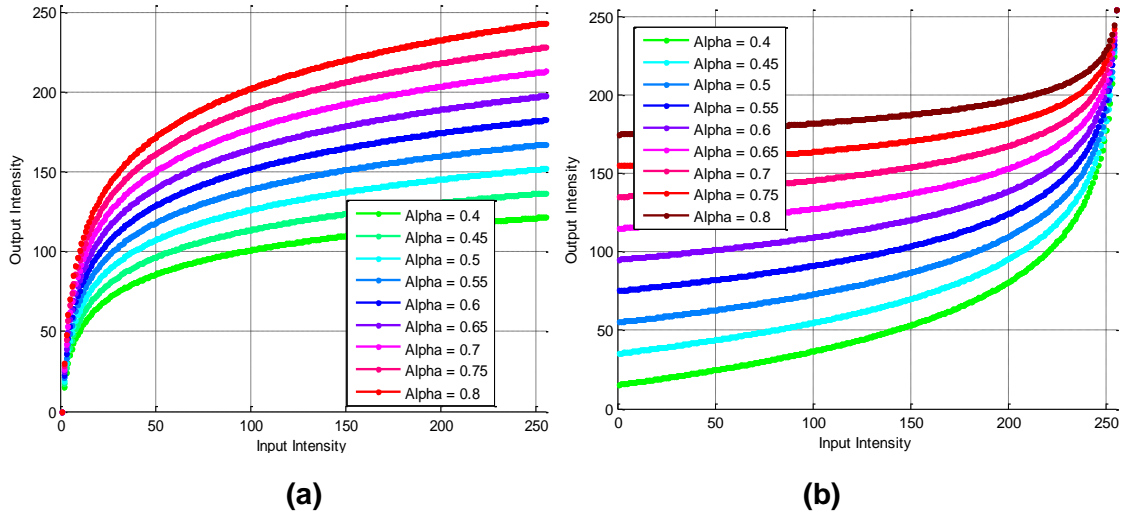 250
200
150
100
50
0
Output Intensity
0
50
100
150
200
250
Input Intensity
Alpha = 0.4
Alpha = 0.45
Alpha = 0.5
Alpha = 0.55
Alpha = 0.6
Alpha = 0.65
Alpha = 0.7
Alpha = 0.75
Alpha = 0.8
(a)
250
200
150
100
50
0
Output Intensity
0
50
100
150
200
250
Input Intensity
Alpha = 0.4
Alpha = 0.45
Alpha = 0.5
Alpha = 0.55
Alpha = 0.6
Alpha = 0.65
Alpha = 0.7
Alpha = 0.75
Alpha = 0.8
(b)